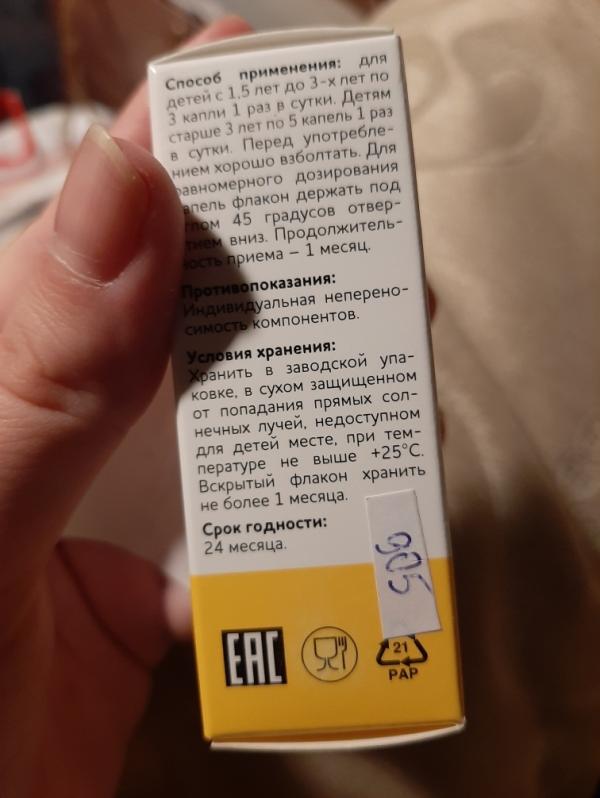 Способ применения: для
детей с 1,5 лет до 3-х лет по
3 капли 1 раз в сутки. Детям
старше 3 лет по 5 капель 1 раз
в сутки. Перед употребле-
нием хорошо взболтать. Для
равномерного дозирования
капель флакон держать под
углом 45 градусов отвер-
стием вниз. Продолжитель-
ность приема – 1 месяц.
Противопоказания:
Индивидуальная неперено-
симость компонентов.
Условия хранения:
Хранить в заводской упа-
ковке, в сухом защищенном
от попадания прямых сол-
нечных лучей, недоступном
для детей месте, при тем-
пературе не выше +25°С.
Вскрытый флакон хранить
не более 1 месяца.
Срок годности:
24 месяца.
905
ЕАС
21
PAP